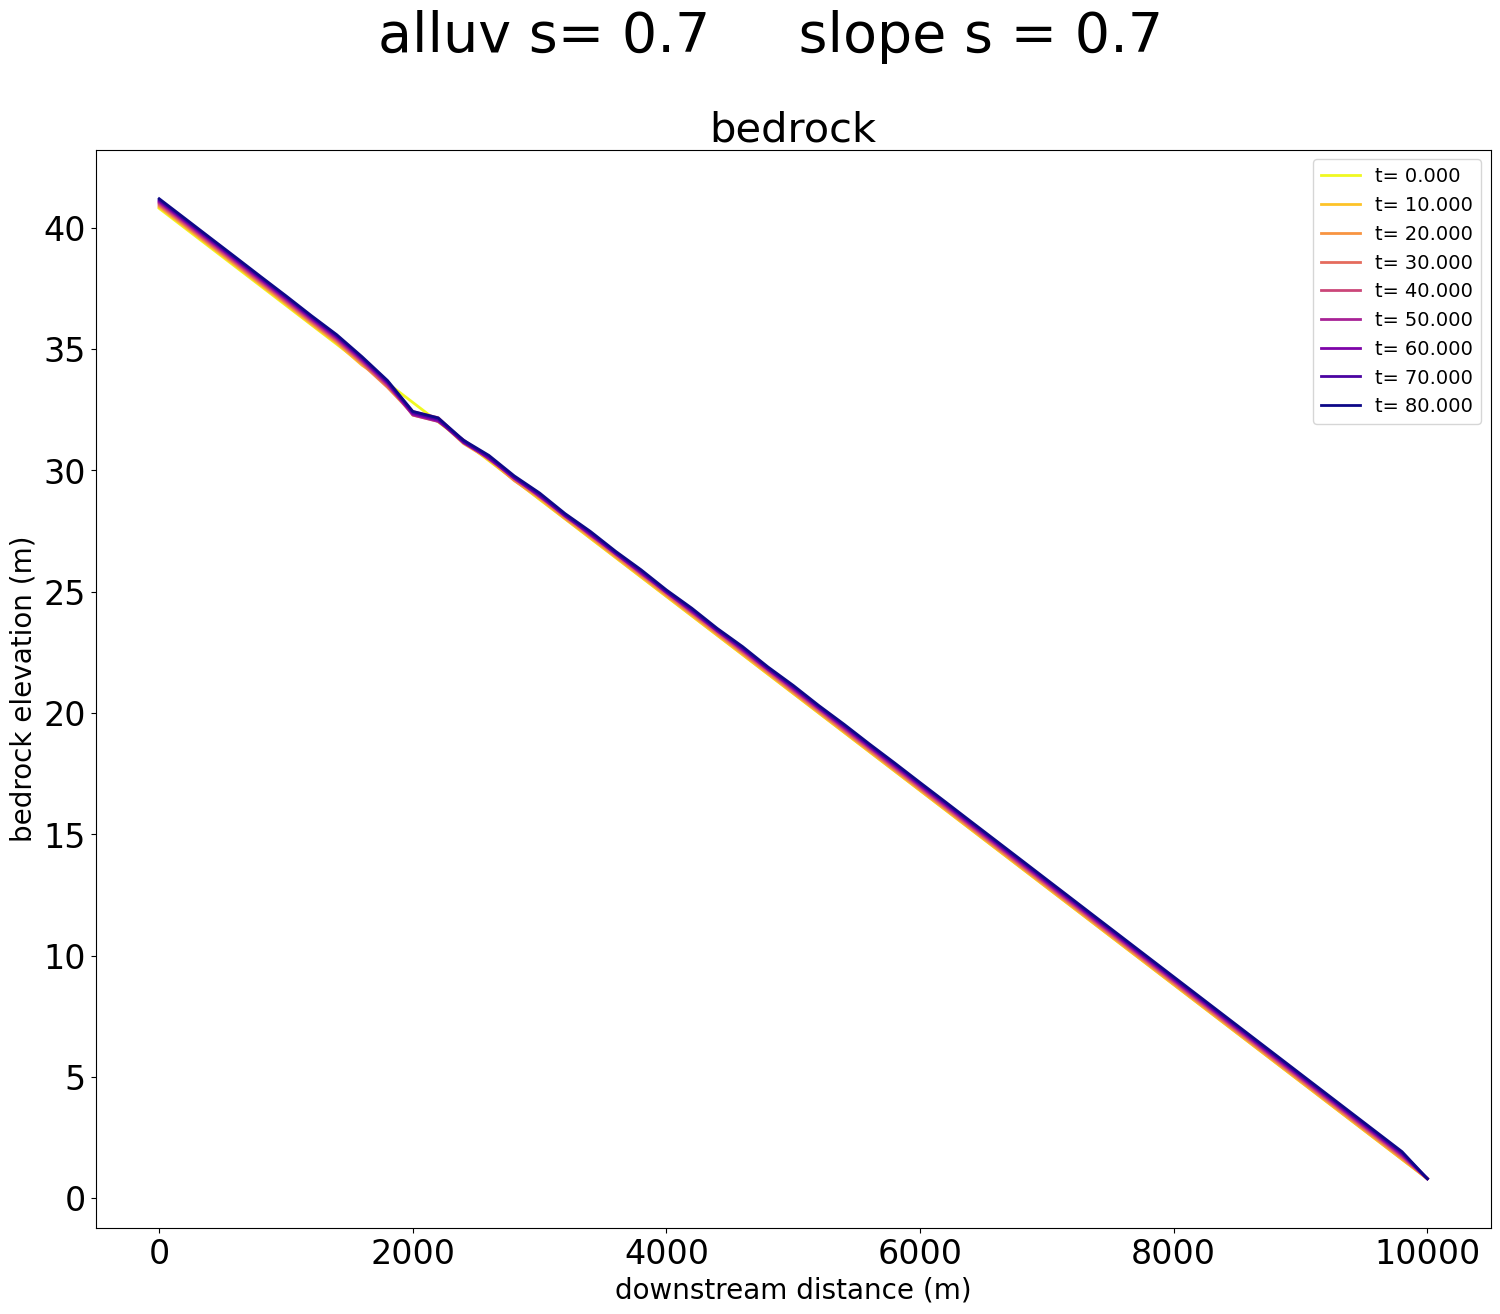 alluv s= 0.7     slope s = 0.7
bedrock
t= 0.000
t= 10.000
t= 20.000
t= 30.000
t= 40.000
t= 50.000
t= 60.000
t= 70.000
t= 80.000
40
35
30
25
20
15
10
5
0
bedrock elevation (m)
0 2000 4000 6000 8000 10000
downstream distance (m)